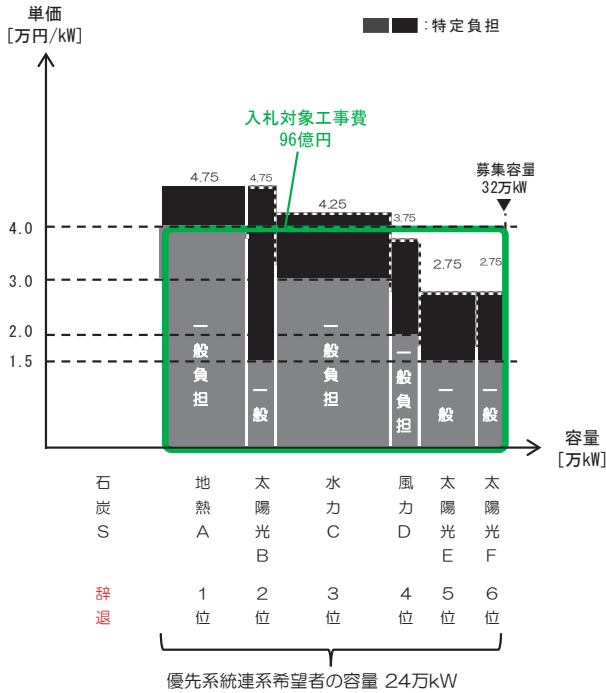 単価
[万円/kW]
：特定負担
入札対象工事費
96億円
募集容量
32万kW
4.75
4.75
4.25
3.75
2.75
2.75
4.0
3.0
2.0
1.5
一般負担
一般
一般負担
一般負担
一般
一般
容量
[万kW]
石炭S
地熱A
太陽光B
水力C
風力D
太陽光E
太陽光F
辞退
1位
2位
3位
4位
5位
6位
優先系統連系希望者の容量 24万kW